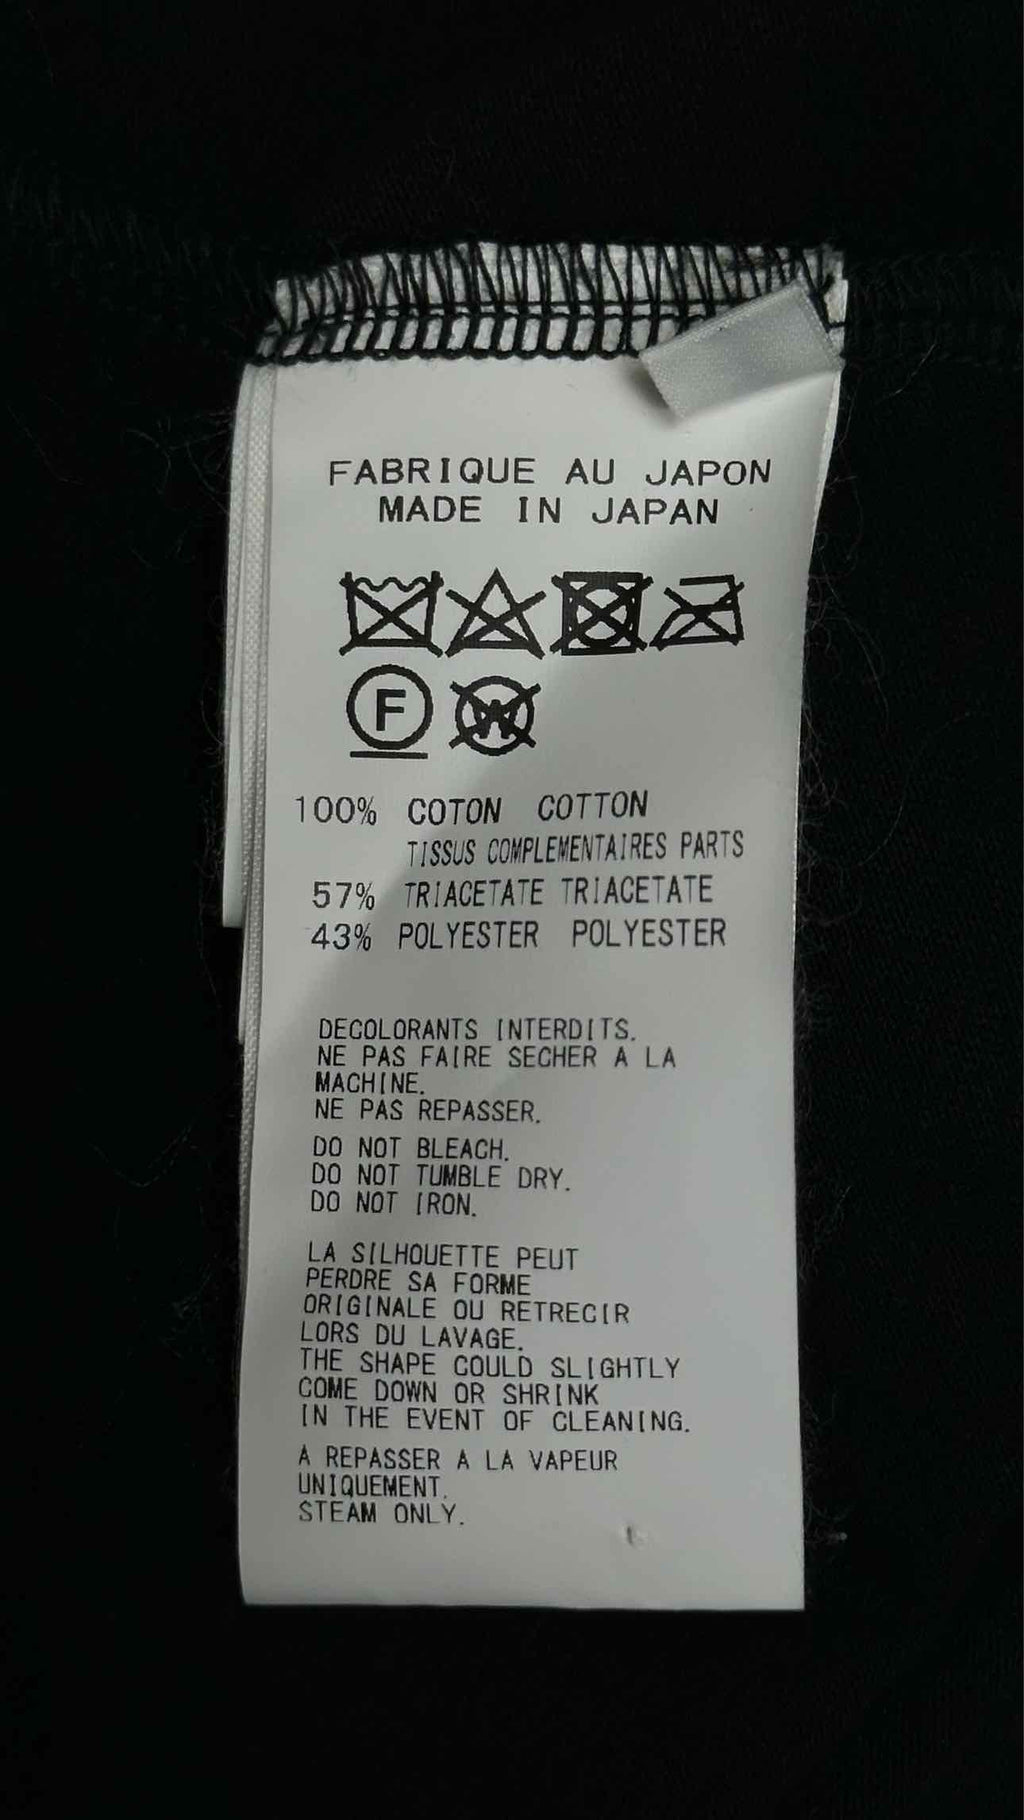 FABRIQUE AU JAPON
MADE IN JAPAN
F W
100% COTON COTTON
TISSUS COMPLEMENTAIRES PARTS
57% TRIACETATE TRIACETATE
43% POLYESTER POLYESTER
DECOLORANTS INTERDITS.
NE PAS FAIRE SECHER A LA
MACHINE.
NE PAS REPASSER.
DO NOT BLEACH.
DO NOT TUMBLE DRY.
DO NOT IRON.
LA SILHOUETTE PEUT
PERDRE SA FORME
ORIGINALE OU RETRECIR
LORS DU LAVAGE.
THE SHAPE COULD SLIGHTLY
COME DOWN OR SHRINK
IN THE EVENT OF CLEANING.
A REPASSER A LA VAPEUR
UNIQUEMENT.
STEAM ONLY.